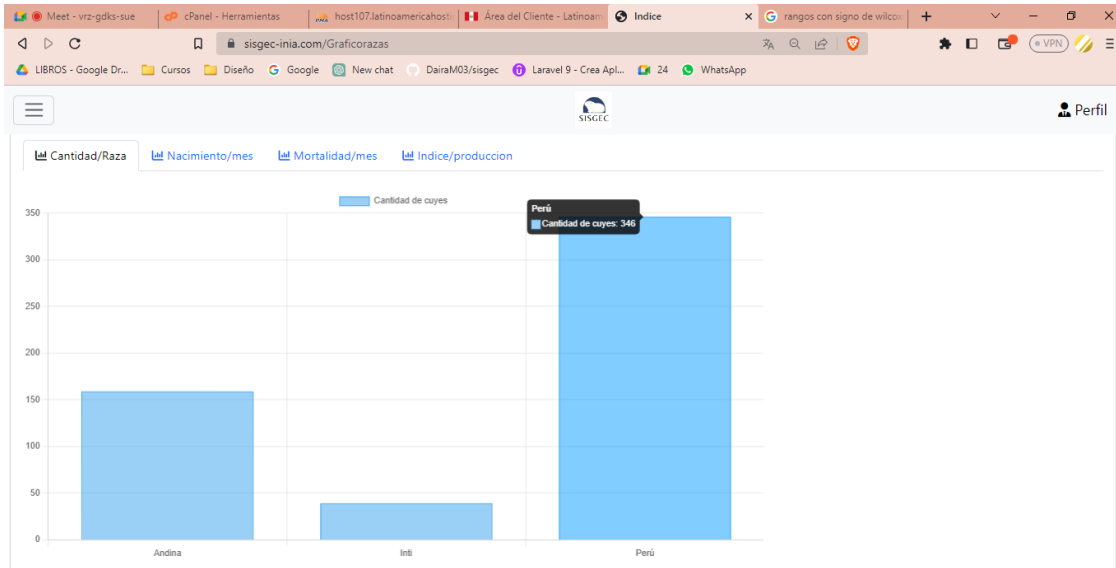 Meet - vrz-gdks-sue
cPanel - Herramientas
host107.latinoamericahostin
Área del Cliente - Latinoam
Indice
rangos con signo de wilcox
sisgec-inia.com/Graficorazas
VPN
LIBROS - Google Dr...
Cursos
Diseño
Google
New chat
DairaM03/sisgec
Laravel 9 - Crea Apl...
24
WhatsApp
SISGEC
Perfil
Cantidad/Raza
Nacimiento/mes
Mortalidad/mes
Indice/produccion
Cantidad de cuyes
Perú
Cantidad de cuyes: 346
350
300
250
200
150
100
50
0
Andina
Inti
Perú